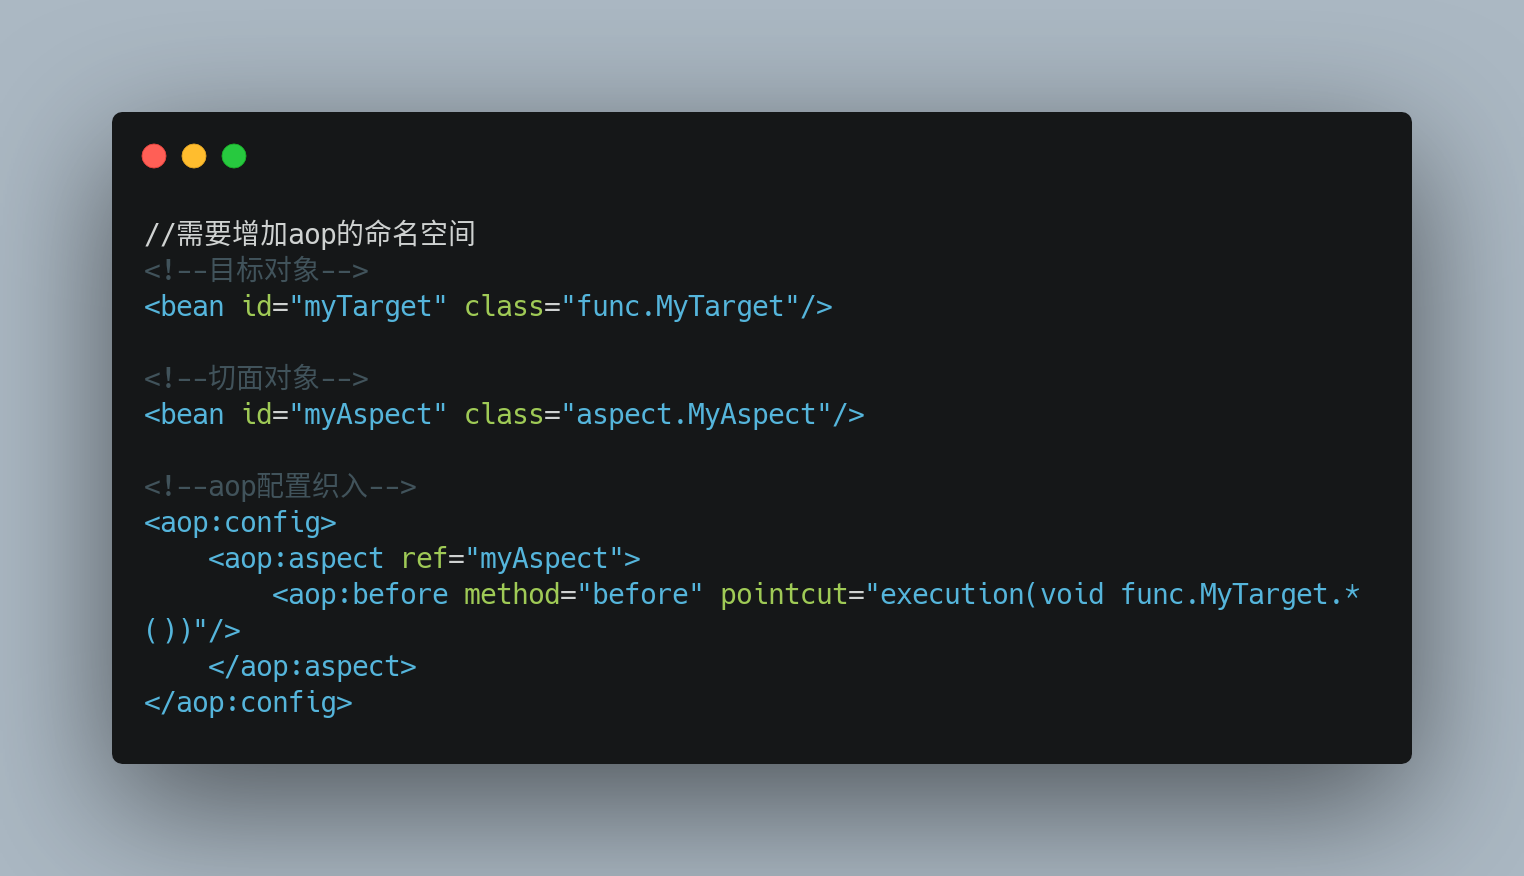 //需要增加aop的命名空间
<!--目标对象-->
<bean id="myTarget" class="func.MyTarget"/>
<!--切面对象-->
<bean id="myAspect" class="aspect.MyAspect"/>
<!--aop配置织入-->
<aop:config>
    <aop:aspect ref="myAspect">
        <aop:before method="before" pointcut="execution(void func.MyTarget.*
())"/>
    </aop:aspect>
</aop:config>